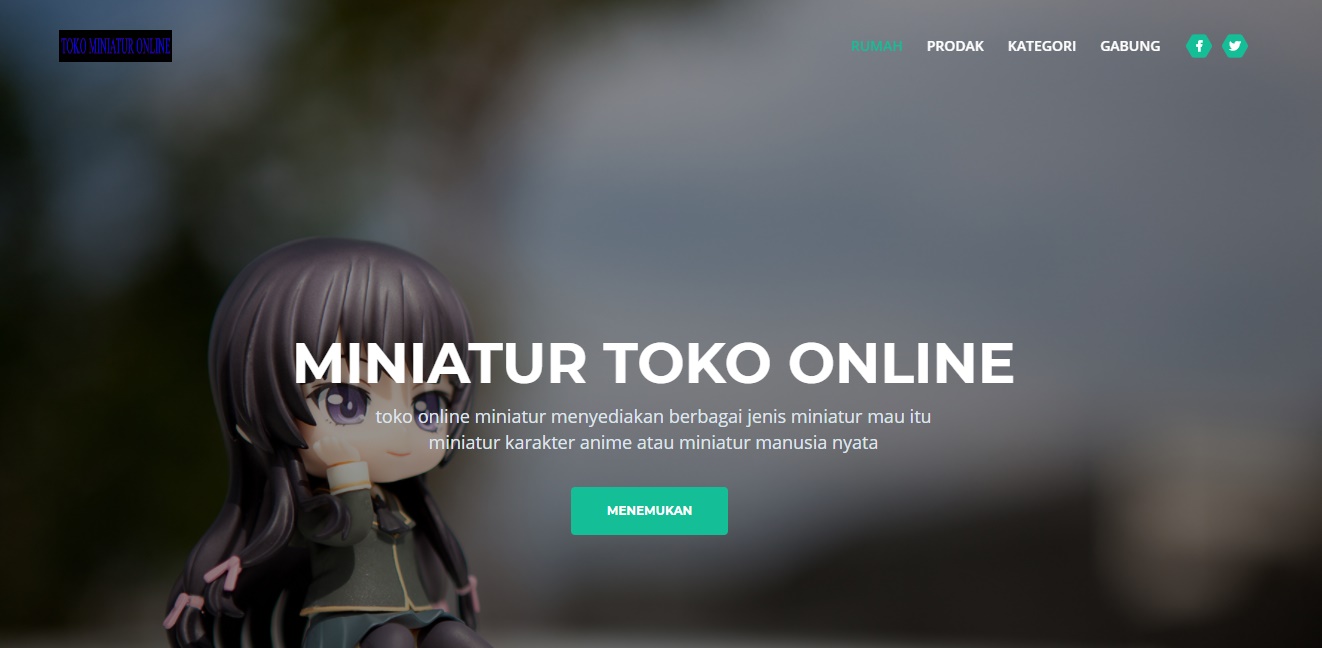 TOKO MINIATUR ONLINE
RUMAH PRODAK KATEGORI GABUNG
MINIATUR TOKO ONLINE
toko online miniatur menyediakan berbagai jenis miniatur mau itu
miniatur karakter anime atau miniatur manusia nyata
MENEMUKAN